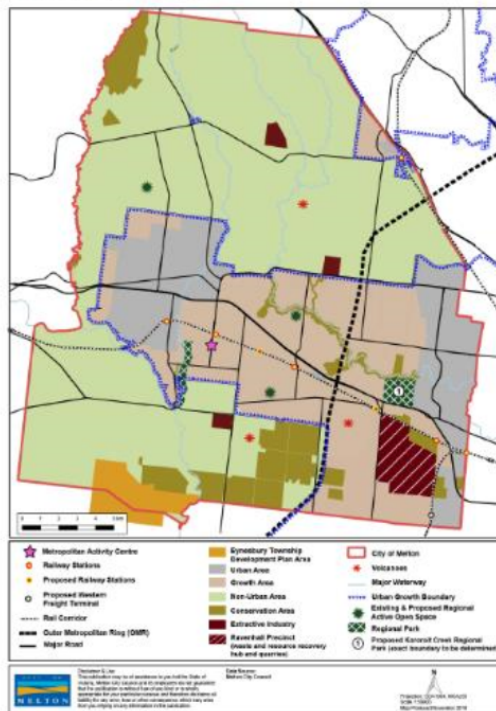 1
0 1 2 3 4 5 km
Metropolitan Activity Centre
Railway Stations
Proposed Railway Stations
Proposed Western
Freight Terminal
Rail Corridor
Outer Metropolitan Ring (OMR)
Major Road
Eynesbury Township
Development Plan Area
Urban Area
Growth Area
Non-Urban Area
Conservation Area
Extractive Industry
Ravenhall Precinct
(waste and resource recovery
hub and quarries)
City of Melton
Volcanoes
Major Waterway
Urban Growth Boundary
Existing & Proposed Regional
Active Open Space
Regional Park
1
Proposed Kororoit Creek Regional
Park (exact boundary to be determined)
MELTON
Data Source:
Melton City Council
N